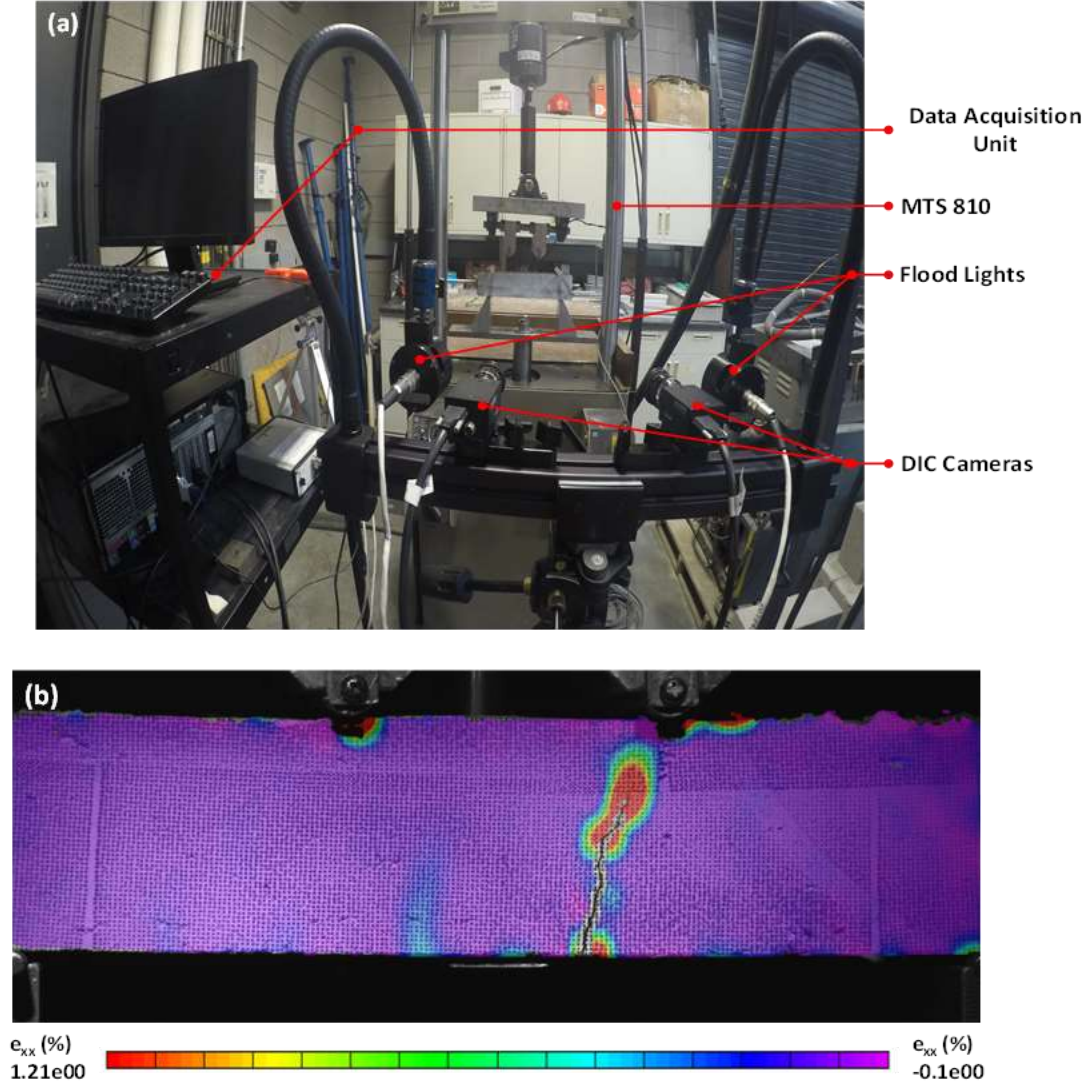 (a)
Data Acquisition
Unit
MTS 810
Flood Lights
DIC Cameras
(b)
exx (%)
1.21e00
exx (%)
-0.1e00